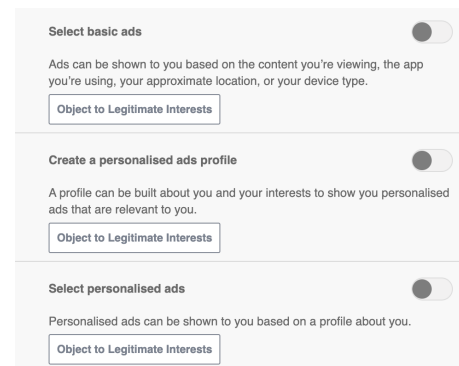 Select basic ads
Ads can be shown to you based on the content you're viewing, the app
you're using, your approximate location, or your device type.
Object to Legitimate Interests
Create a personalised ads profile
A profile can be built about you and your interests to show you personalised
ads that are relevant to you.
Object to Legitimate Interests
Select personalised ads
Personalised ads can be shown to you based on a profile about you.
Object to Legitimate Interests